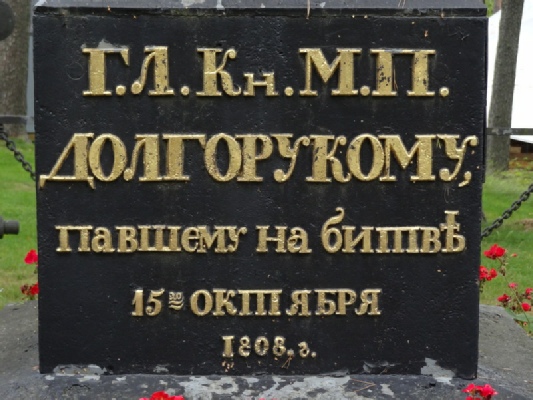 Г.Л.Кн.М.П.
ДОЛГОРУКОМУ,
павшему на битвѣ
15го ОКТЯБРЯ
1808, г.